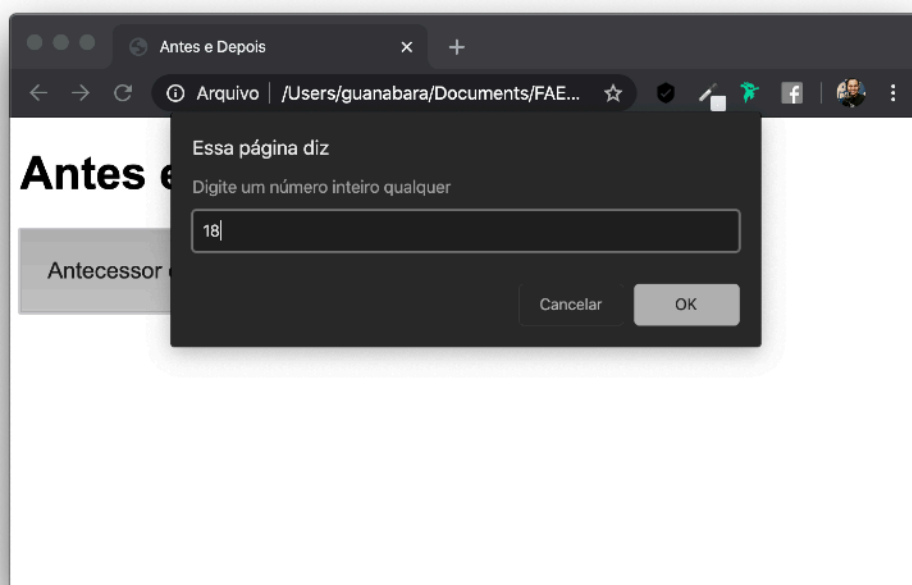 Antes e Depois
Arquivo /Users/guanabara/Documents/FAE...
Antes
Essa página diz
Digite um número inteiro qualquer
18
Cancelar OK
Antecessor